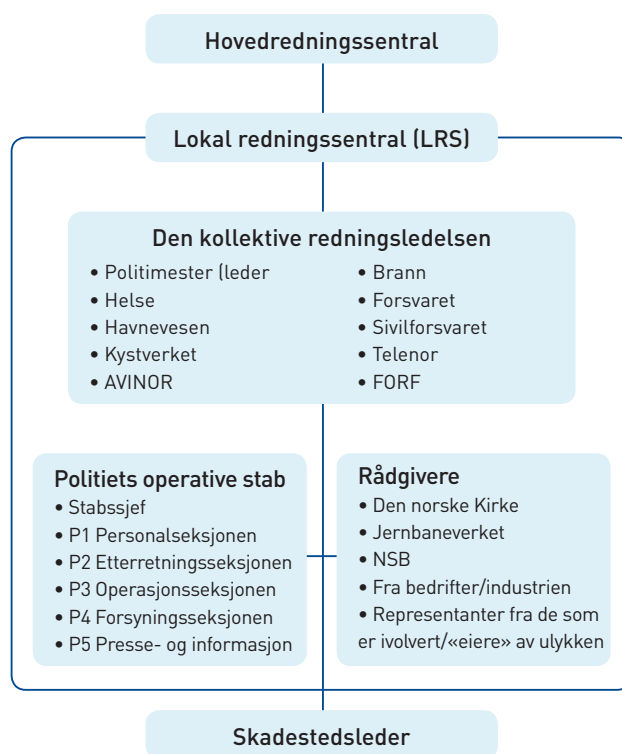 Hovedredningssentral
Lokal redningssentral (LRS)
Den kollektive redningsledelsen
• Politimester (leder
• Helse
• Havnevesen
• Kystverket
• AVINOR
• Brann
• Forsvaret
• Sivilforsvaret
• Telenor
• FORF
Politiets operative stab
• Stabssjef
• P1 Personalseksjonen
• P2 Etterretningsseksjonen
• P3 Operasjonsseksjonen
• P4 Forsyningsseksjonen
• P5 Presse- og informasjon
Rådgivere
• Den norske Kirke
• Jernbaneverket
• NSB
• Fra bedrifter/industrien
• Representanter fra de som
er ivolvert/«eiere» av ulykken
Skadestedsleder